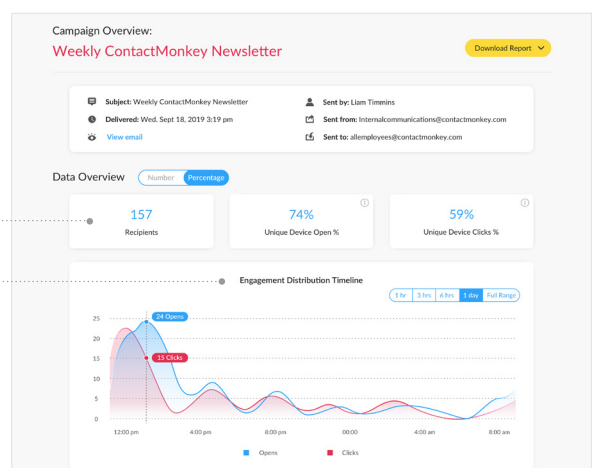 Campaign Overview:
Weekly ContactMonkey Newsletter
Download Report
Subject: Weekly ContactMonkey Newsletter
Sent by: Liam Timmins
Delivered: Wed. Sept 18, 2019 3:19 pm
Sent from: Internalcommunications@contactmonkey.com
View email
Sent to: allemployees@contactmonkey.com
Data Overview Number Percentage
157
Recipients
74%
Unique Device Open %
59%
Unique Device Clicks %
Engagement Distribution Timeline
1 hr 3 hrs 6 hrs 1 day Full Range
25
24 Opens
20
15
15 Clicks
10
5
0
12:00 pm 4:00 pm 8:00 pm 00:00 4:00 am 8:00 am
Opens Clicks